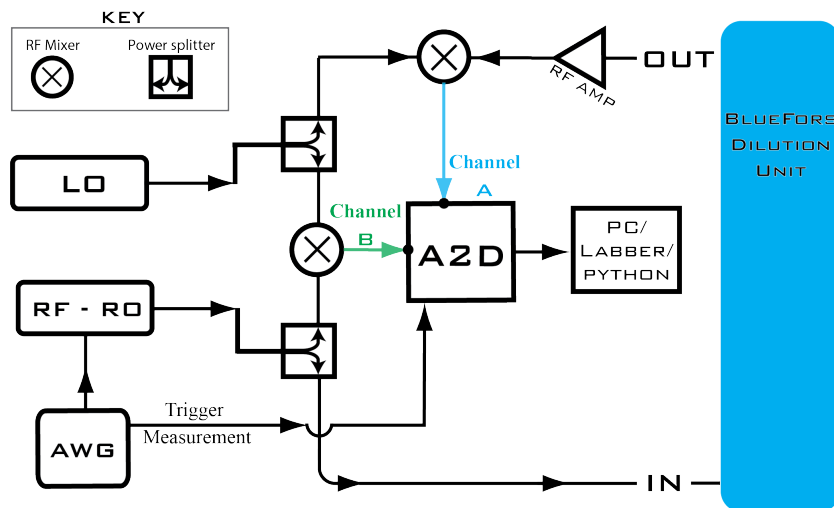 KEY
RF Mixer
Power splitter
OUT
RF AMP
BlueFors
Dilution
Unit
LO
Channel
A
Channel
B
A2D
PC/
Labber/
python
RF - RO
Trigger
Measurement
AWG
IN